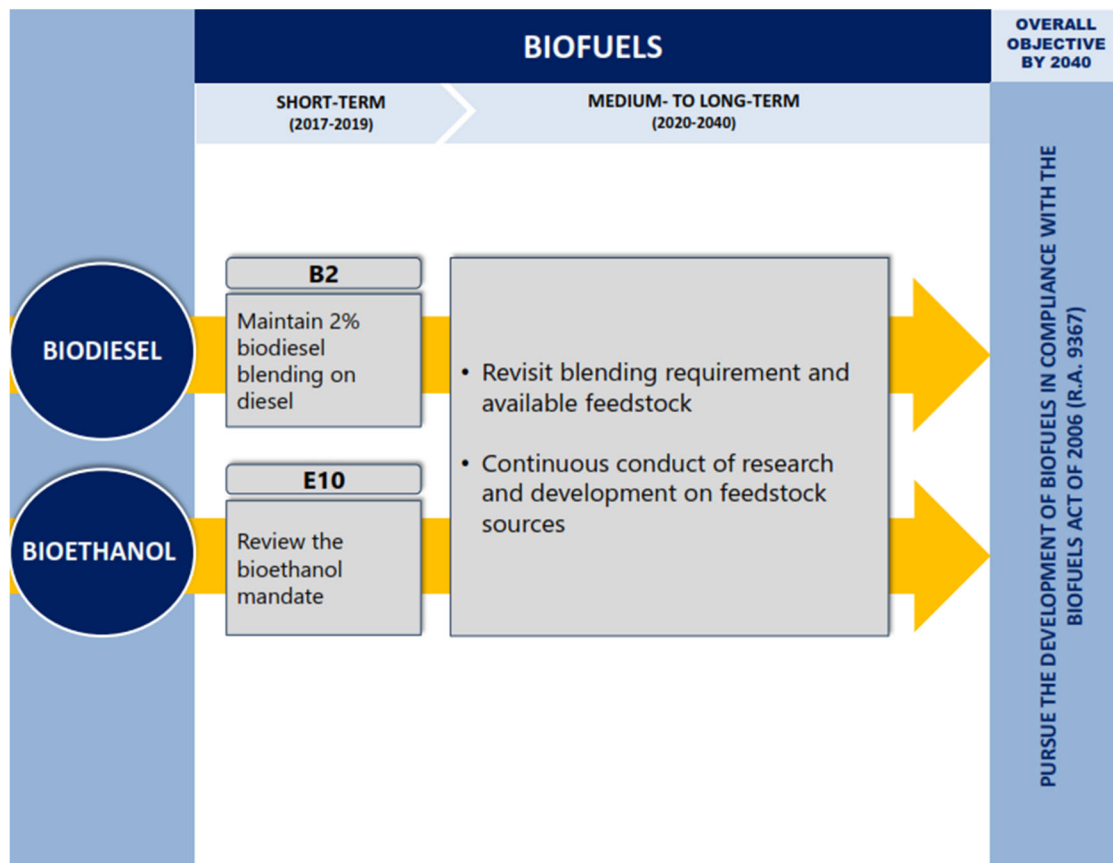 BIOFUELS
OVERALL
OBJECTIVE
BY 2040
SHORT-TERM
(2017-2019)
MEDIUM- TO LONG-TERM
(2020-2040)
BIODIESEL
B2
Maintain 2%
biodiesel
blending on
diesel
• Revisit blending requirement and
available feedstock
• Continuous conduct of research
and development on feedstock
sources
BIOETHANOL
E10
Review the
bioethanol
mandate
PURSUE THE DEVELOPMENT OF BIOFUELS IN COMPLIANCE WITH THE
BIOFUELS ACT OF 2006 (R.A. 9367)